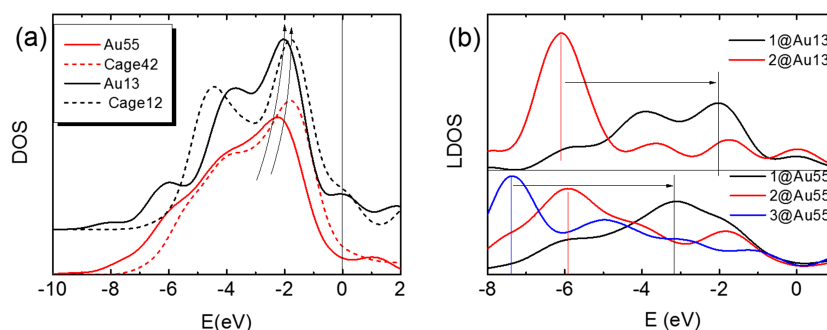 (a)
Au55
Cage42
Au13
Cage12
DOS
-10 -8 -6 -4 -2 0 2
E(eV)
(b)
1@Au13
2@Au13
1@Au55
2@Au55
3@Au55
LDOS
-8 -6 -4 -2 0
E (eV)